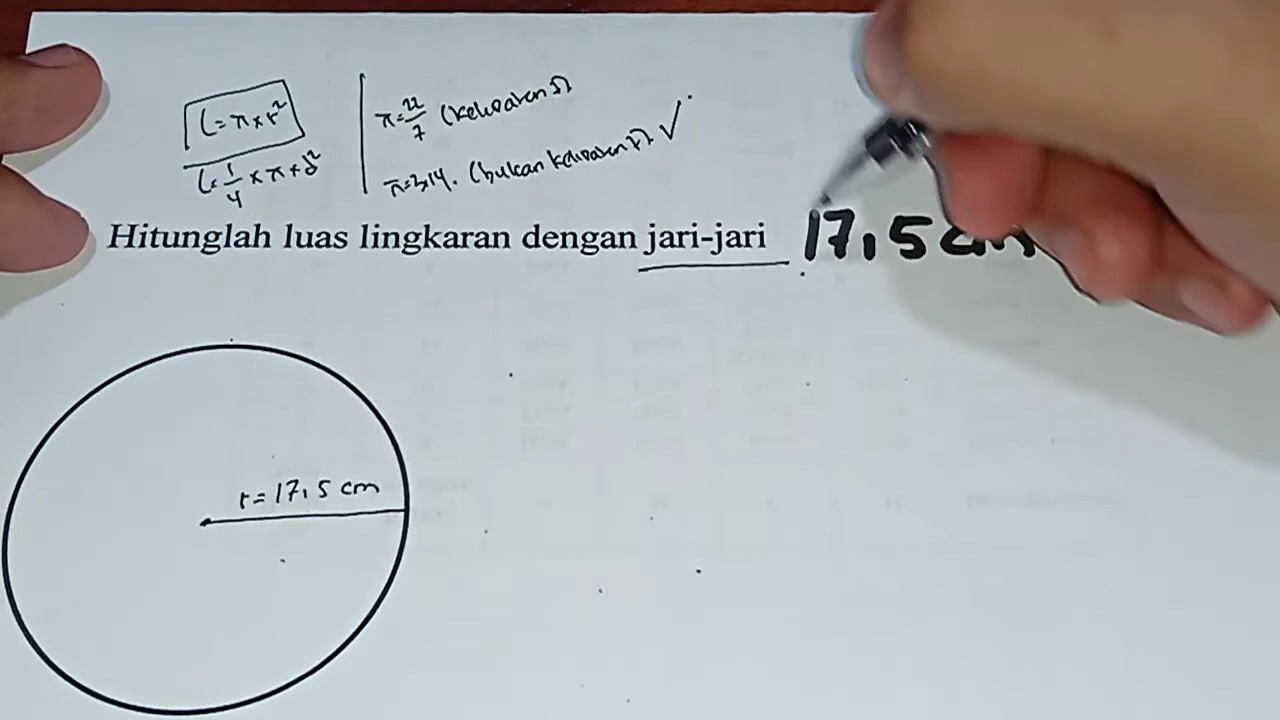 L = π × r²
L = 1/4 × π × d²
π = 22/7 (kelipatan 7)
π = 3,14. (bukan kelipatan 7) ✓
Hitunglah luas lingkaran dengan jari-jari 17,5 cm
r = 17,5 cm